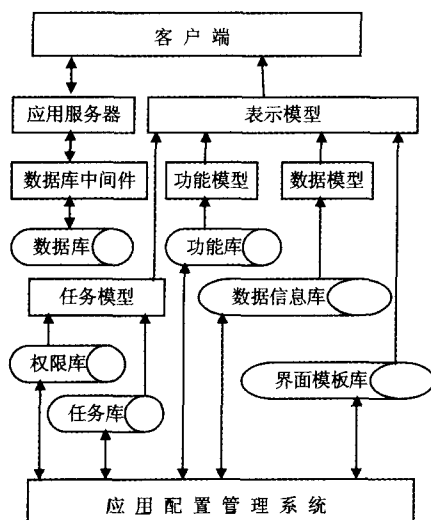 客户端
应用服务器
表示模型
数据库中间件
功能模型
数据模型
数据库
功能库
任务模型
数据信息库
权限库
界面模板库
任务库
应用配置管理系统